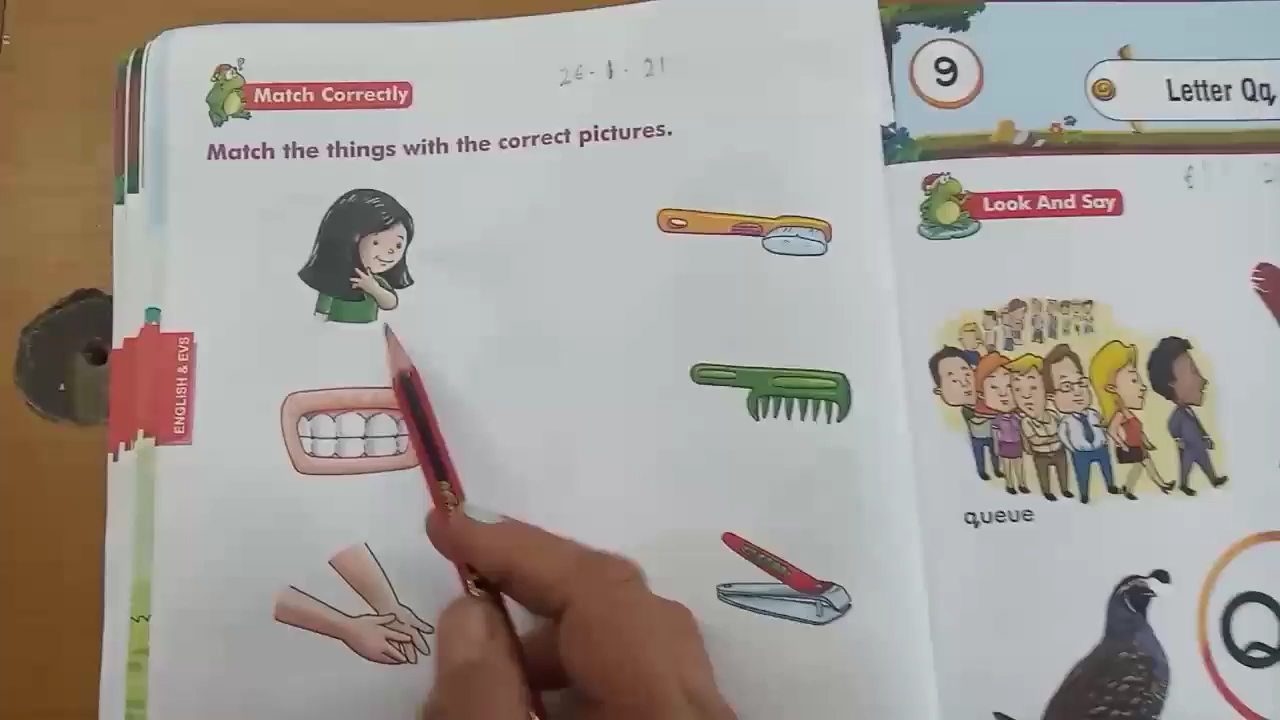 26-1-21
Match Correctly
Match the things with the correct pictures.
ENGLISH & EVS
9
Letter Qq,
Look And Say
queue
Q